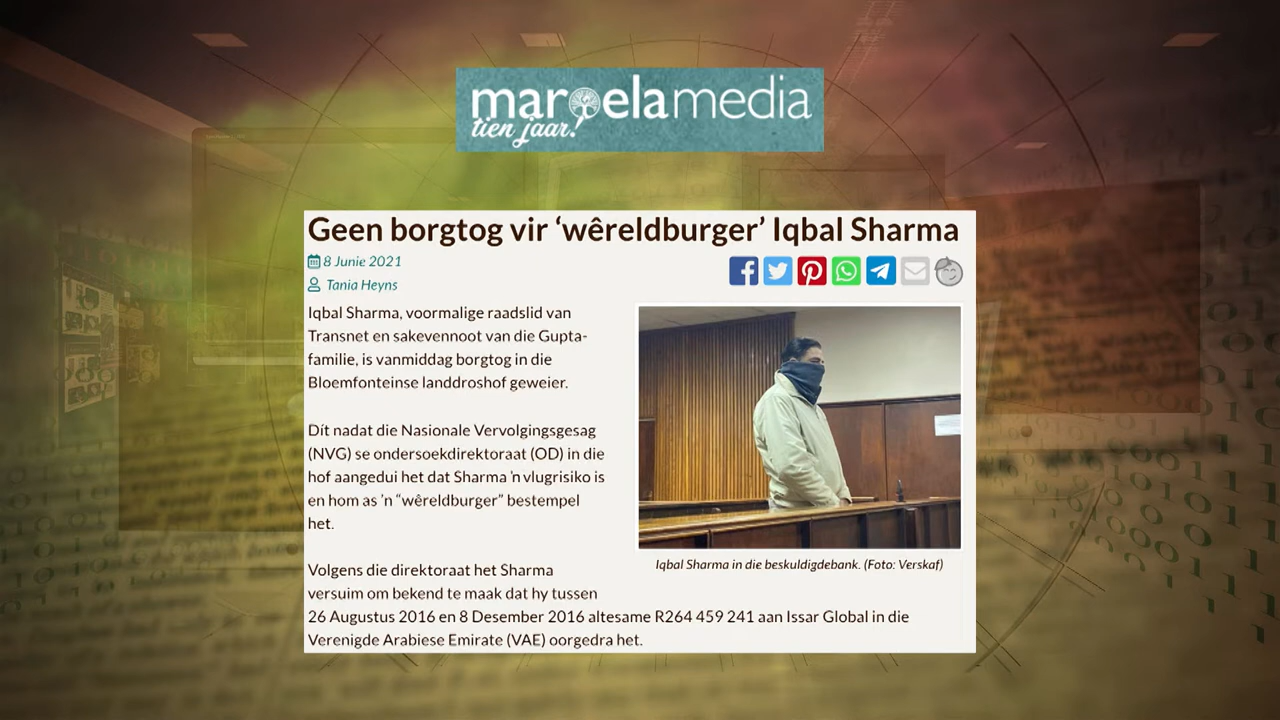 maroelamedia
tien jaar!
Geen borgtog vir ‘wêreldburger’ Iqbal Sharma
8 Junie 2021
Tania Heyns
Iqbal Sharma, voormalige raadslid van
Transnet en sakevennoot van die Gupta-
familie, is vanmiddag borgtog in die
Bloemfonteinse landdroshof geweier.
Dít nadat die Nasionale Vervolgingsgesag
(NVG) se ondersoekdirektoraat (OD) in die
hof aangedui het dat Sharma ’n vlugrisiko is
en hom as ’n “wêreldburger” bestempel
het.
Volgens die direktoraat het Sharma
versuim om bekend te maak dat hy tussen
26 Augustus 2016 en 8 Desember 2016 altesame R264 459 241 aan Issar Global in die
Verenigde Arabiese Emirate (VAE) oorgedra het.
Iqbal Sharma in die beskuldigdebank. (Foto: Verskaf)